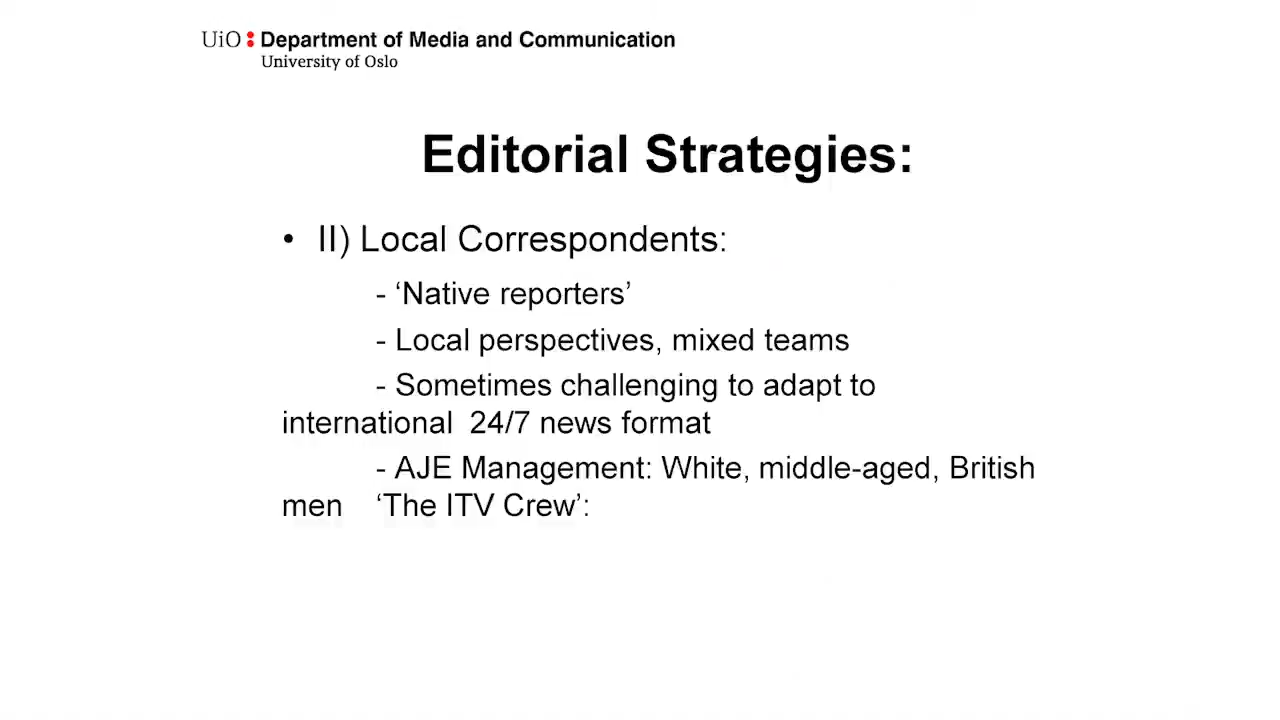 UiO : Department of Media and Communication
University of Oslo
Editorial Strategies:
• II) Local Correspondents:
- ‘Native reporters’
- Local perspectives, mixed teams
- Sometimes challenging to adapt to
international 24/7 news format
- AJE Management: White, middle-aged, British
men ‘The ITV Crew’: